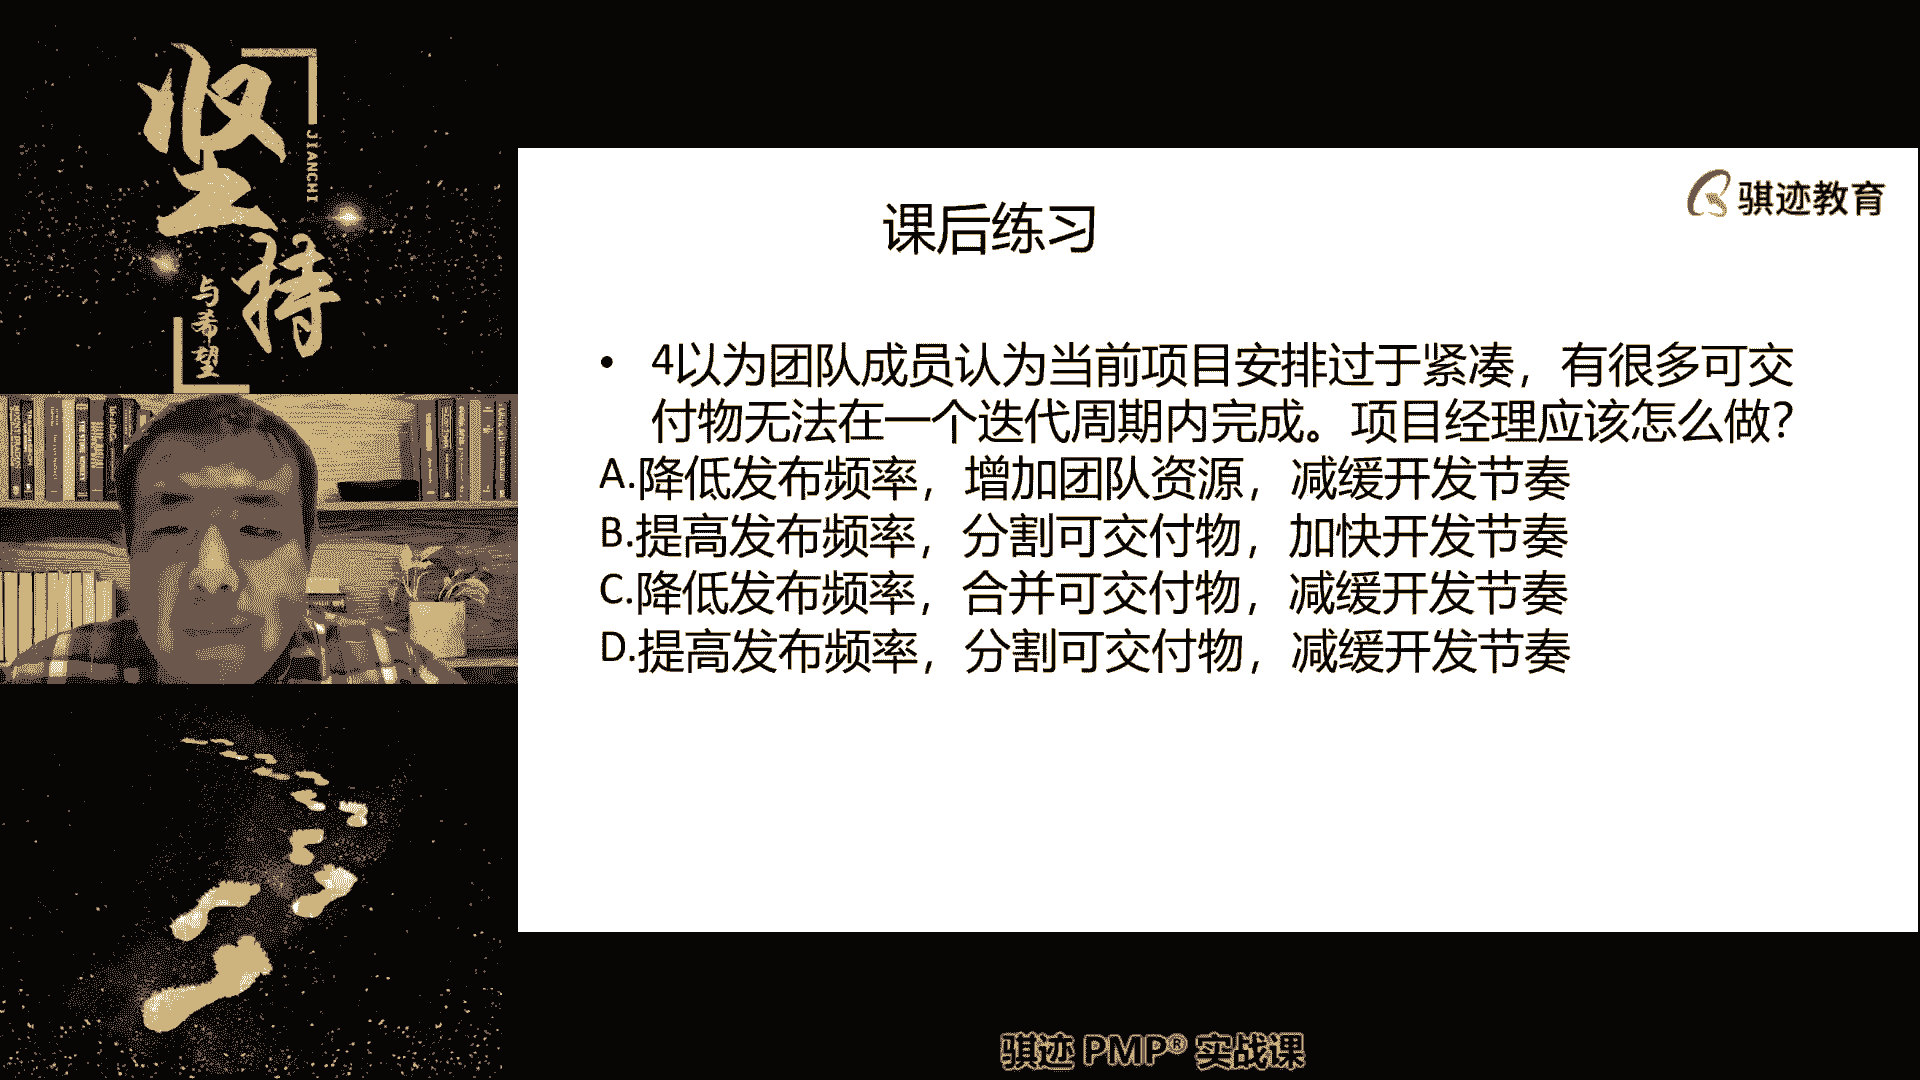 坚持
JIANCHI
与希望
骐迹教育
课后练习
• 4以为团队成员认为当前项目安排过于紧凑，有很多可交
付物无法在一个迭代周期内完成。项目经理应该怎么做？
A.降低发布频率，增加团队资源，减缓开发节奏
B.提高发布频率，分割可交付物，加快开发节奏
C.降低发布频率，合并可交付物，减缓开发节奏
D.提高发布频率，分割可交付物，减缓开发节奏
骐迹 PMP® 实战课